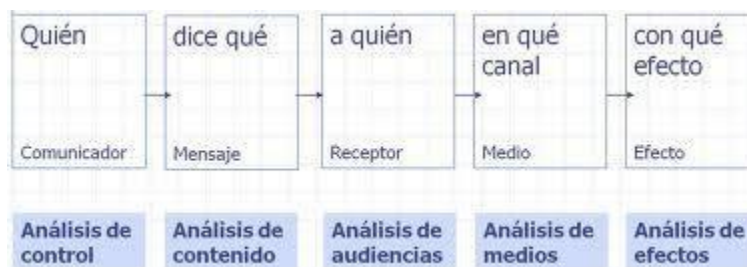 Quién
Comunicador
dice qué
Mensaje
a quién
Receptor
en qué
canal
Medio
con qué
efecto
Efecto
Análisis de
control
Análisis de
contenido
Análisis de
audiencias
Análisis de
medios
Análisis de
efectos